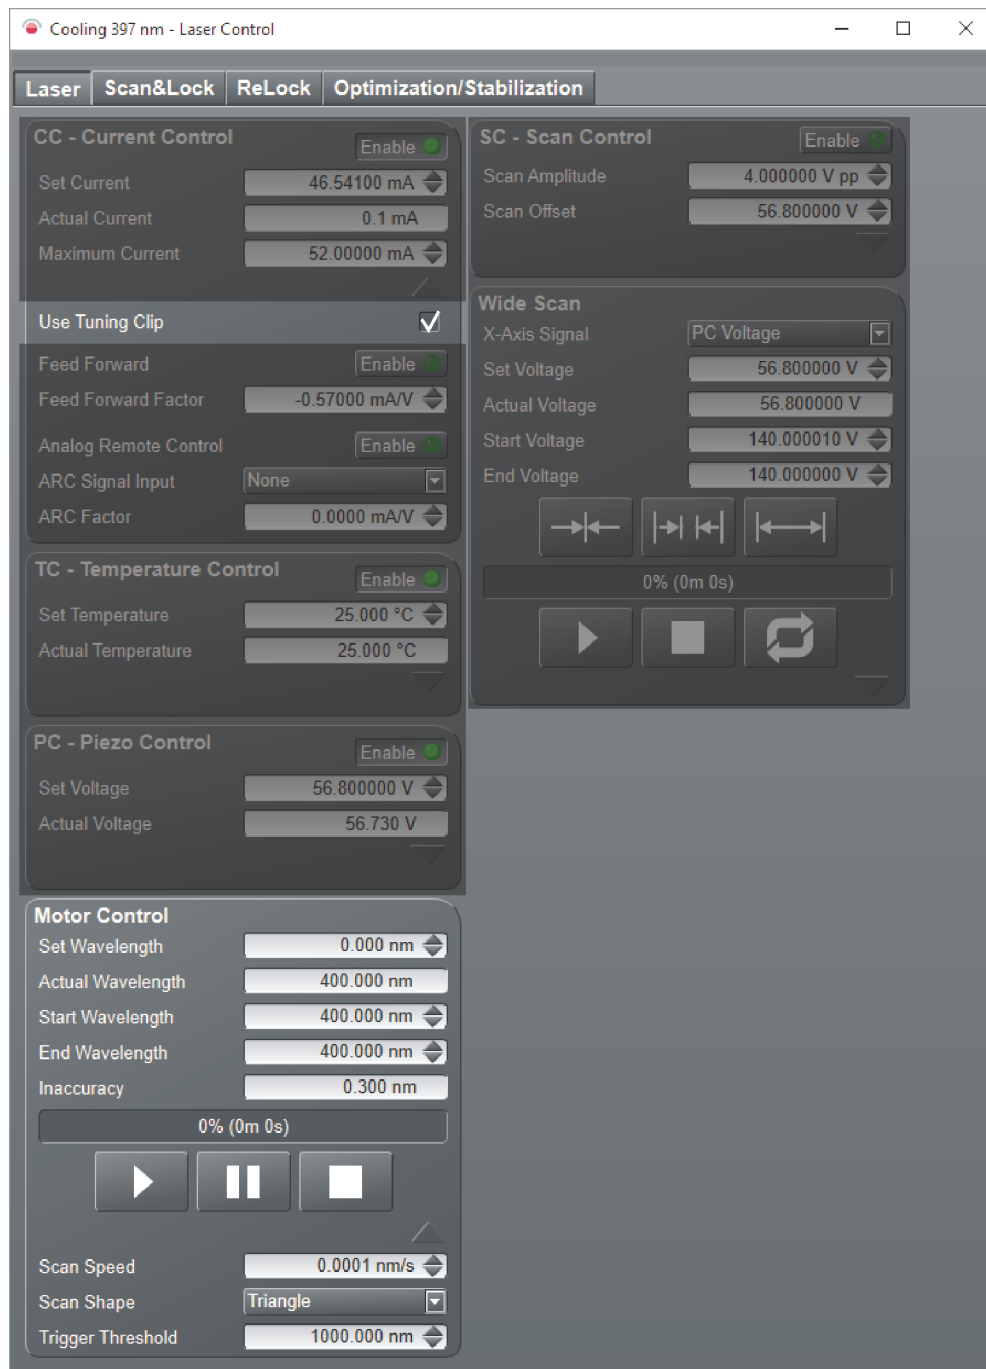 Cooling 397 nm - Laser Control
Laser Scan&Lock ReLock Optimization/Stabilization
CC - Current Control Enable
Set Current 46.54100 mA
Actual Current 0.1 mA
Maximum Current 52.00000 mA
Use Tuning Clip
Feed Forward Enable
Feed Forward Factor -0.57000 mA/V
Analog Remote Control Enable
ARC Signal Input None
ARC Factor 0.0000 mA/V
TC - Temperature Control Enable
Set Temperature 25.000 °C
Actual Temperature 25.000 °C
PC - Piezo Control Enable
Set Voltage 56.800000 V
Actual Voltage 56.730 V
Motor Control
Set Wavelength 0.000 nm
Actual Wavelength 400.000 nm
Start Wavelength 400.000 nm
End Wavelength 400.000 nm
Inaccuracy 0.300 nm
0% (0m 0s)
Scan Speed 0.0001 nm/s
Scan Shape Triangle
Trigger Threshold 1000.000 nm
SC - Scan Control Enable
Scan Amplitude 4.000000 V pp
Scan Offset 56.800000 V
Wide Scan
X-Axis Signal PC Voltage
Set Voltage 56.800000 V
Actual Voltage 56.800000 V
Start Voltage 140.000010 V
End Voltage 140.000000 V
0% (0m 0s)